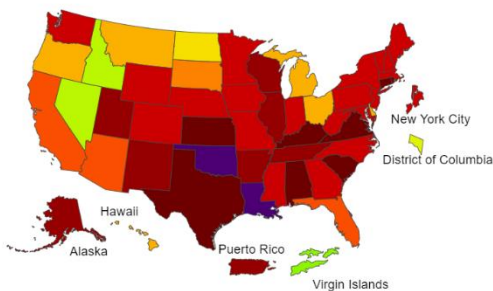 New York City
District of Columbia
Hawaii
Alaska
Puerto Rico
Virgin Islands